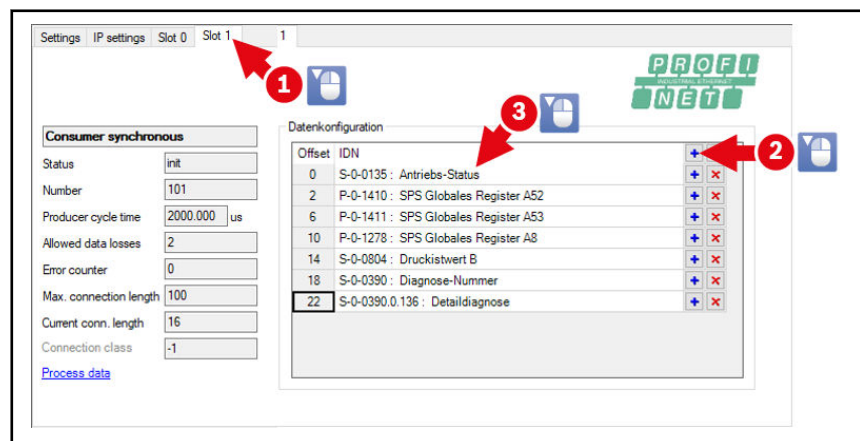 Settings IP settings Slot 0 Slot 1 1
1
PROFI
INDUSTRIAL ETHERNET
NET
3
2
Consumer synchronous
Status init
Number 101
Producer cycle time 2000.000 us
Allowed data losses 2
Error counter 0
Max. connection length 100
Current conn. length 16
Connection class -1
Process data
Datenkonfiguration
Offset IDN +
0 S-0-0135 : Antriebs-Status + ×
2 P-0-1410 : SPS Globales Register A52 + ×
6 P-0-1411 : SPS Globales Register A53 + ×
10 P-0-1278 : SPS Globales Register A8 + ×
14 S-0-0804 : Druckistwert B + ×
18 S-0-0390 : Diagnose-Nummer + ×
22 S-0-0390.0.136 : Detaildiagnose + ×